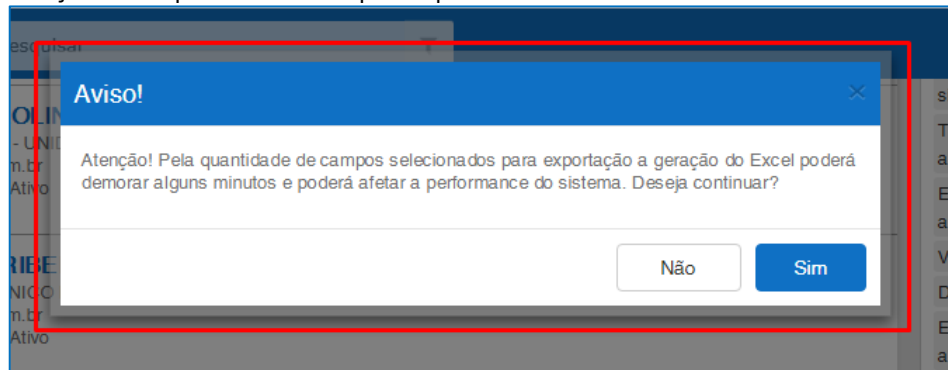 Aviso!
Atenção! Pela quantidade de campos selecionados para exportação a geração do Excel poderá
demorar alguns minutos e poderá afetar a performance do sistema. Deseja continuar?
Não
Sim
Ativo
Ativo